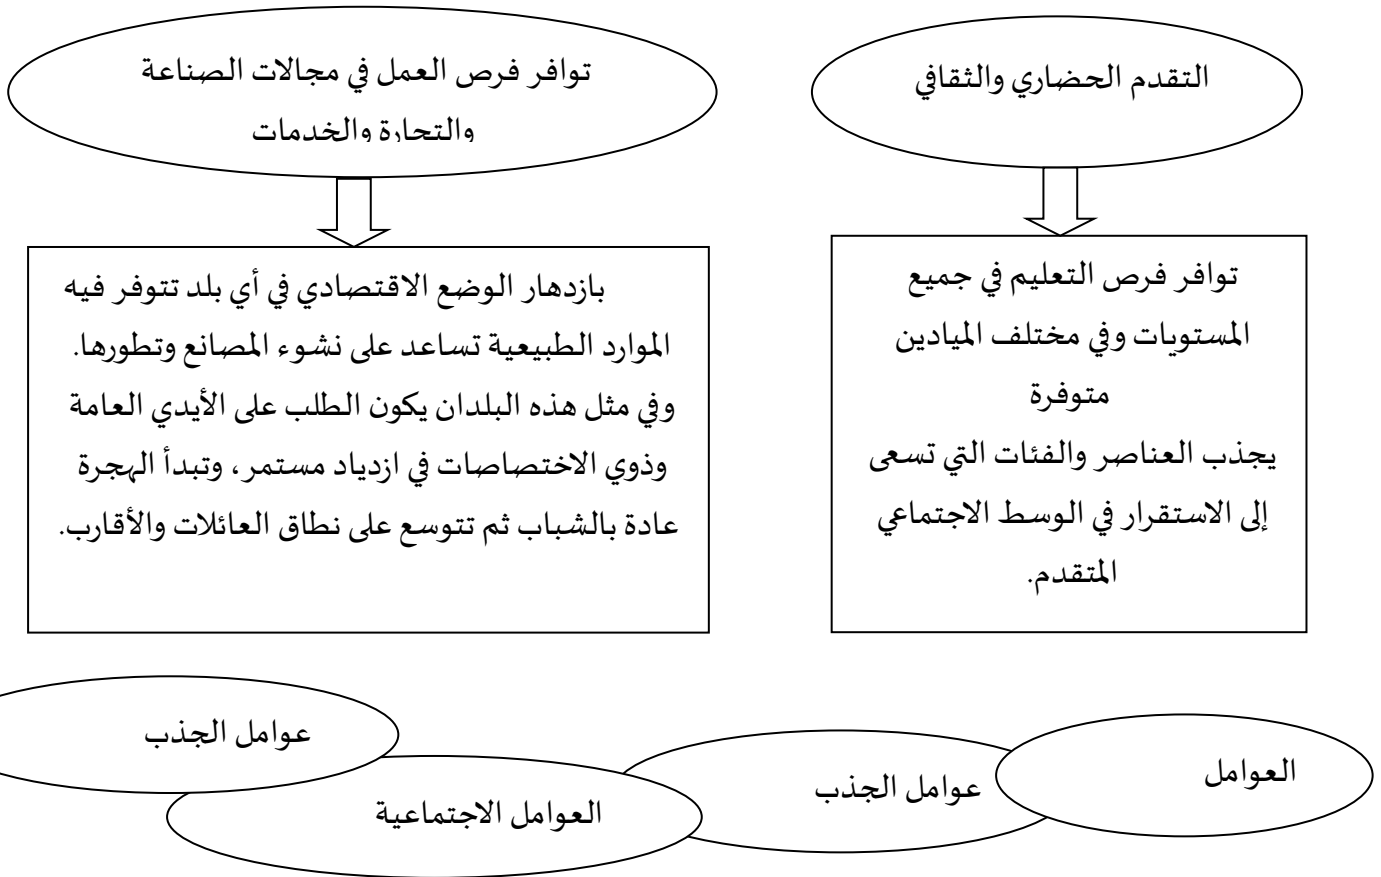 التقدم الحضاري والثقافي
توافر فرص التعليم في جميع
المستويات وفي مختلف الميادين
متوفرة
يجذب العناصر والفئات التي تسعى
إلى الاستقرار في الوسط الاجتماعي
المتقدم.
توافر فرص العمل في مجالات الصناعة
والتجارة والخدمات
بازدهار الوضع الاقتصادي في أي بلد تتوفر فيه
الموارد الطبيعية تساعد على نشوء المصانع وتطورها.
وفي مثل هذه البلدان يكون الطلب على الأيدي العامة
وذوي الاختصاصات في ازدياد مستمر، وتبدأ الهجرة
عادة بالشباب ثم تتوسع على نطاق العائلات والأقارب.
العوامل
عوامل الجذب
العوامل الاجتماعية
عوامل الجذب